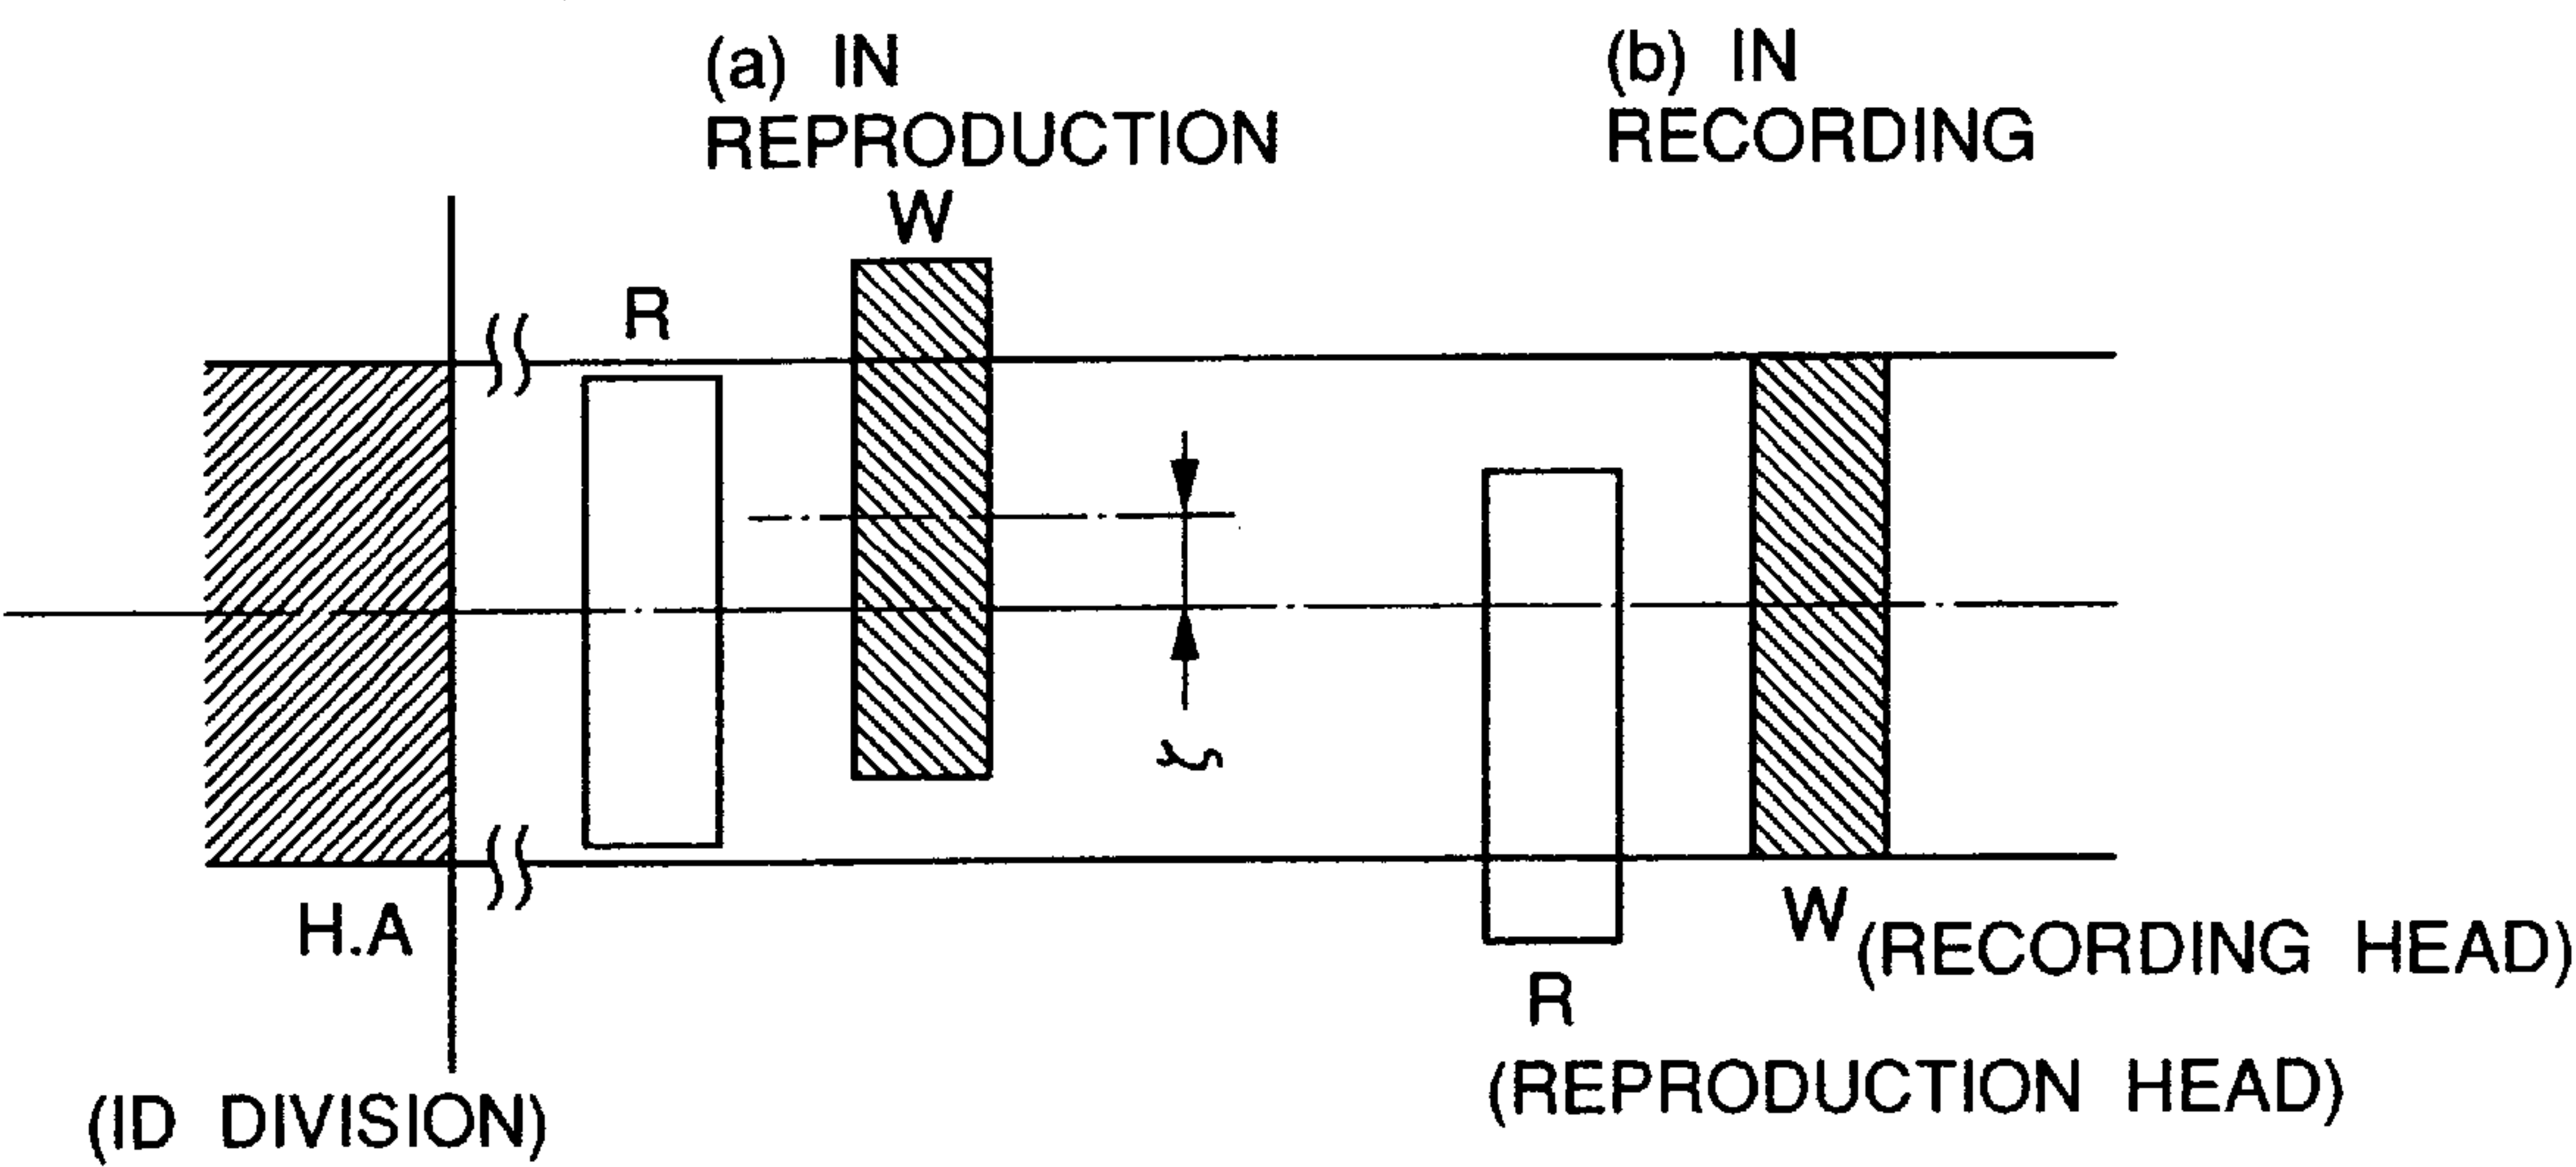 (a) IN
REPRODUCTION
(b) IN
RECORDING
W
R
ζ
H.A
W (RECORDING HEAD)
R
(REPRODUCTION HEAD)
(ID DIVISION)